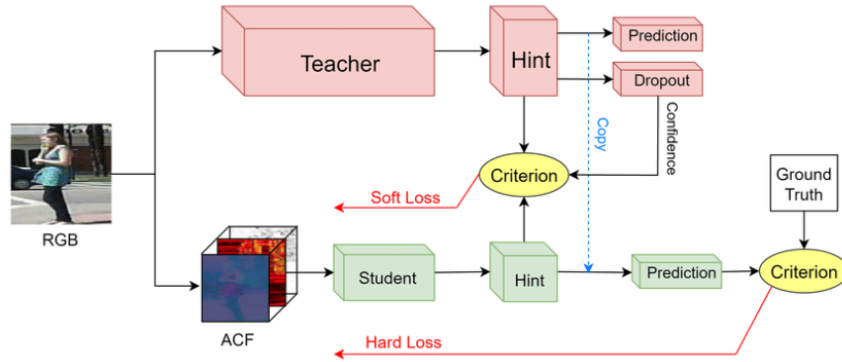 Teacher
Hint
Prediction
Dropout
Copy
Confidence
RGB
Criterion
Soft Loss
Ground
Truth
ACF
Student
Hint
Prediction
Criterion
Hard Loss